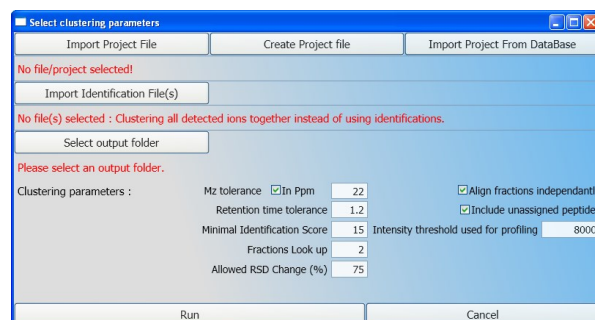 Select clustering parameters
Import Project File Create Project file Import Project From DataBase
No file/project selected!
Import Identification File(s)
No file(s) selected : Clustering all detected ions together instead of using identifications.
Select output folder
Please select an output folder.
Clustering parameters : Mz tolerance In Ppm 22 Align fractions independantl
Retention time tolerance 1.2 Include unassigned peptide
Minimal Identification Score 15 Intensity threshold used for profiling 8000
Fractions Look up 2
Allowed RSD Change (%) 75
Run Cancel